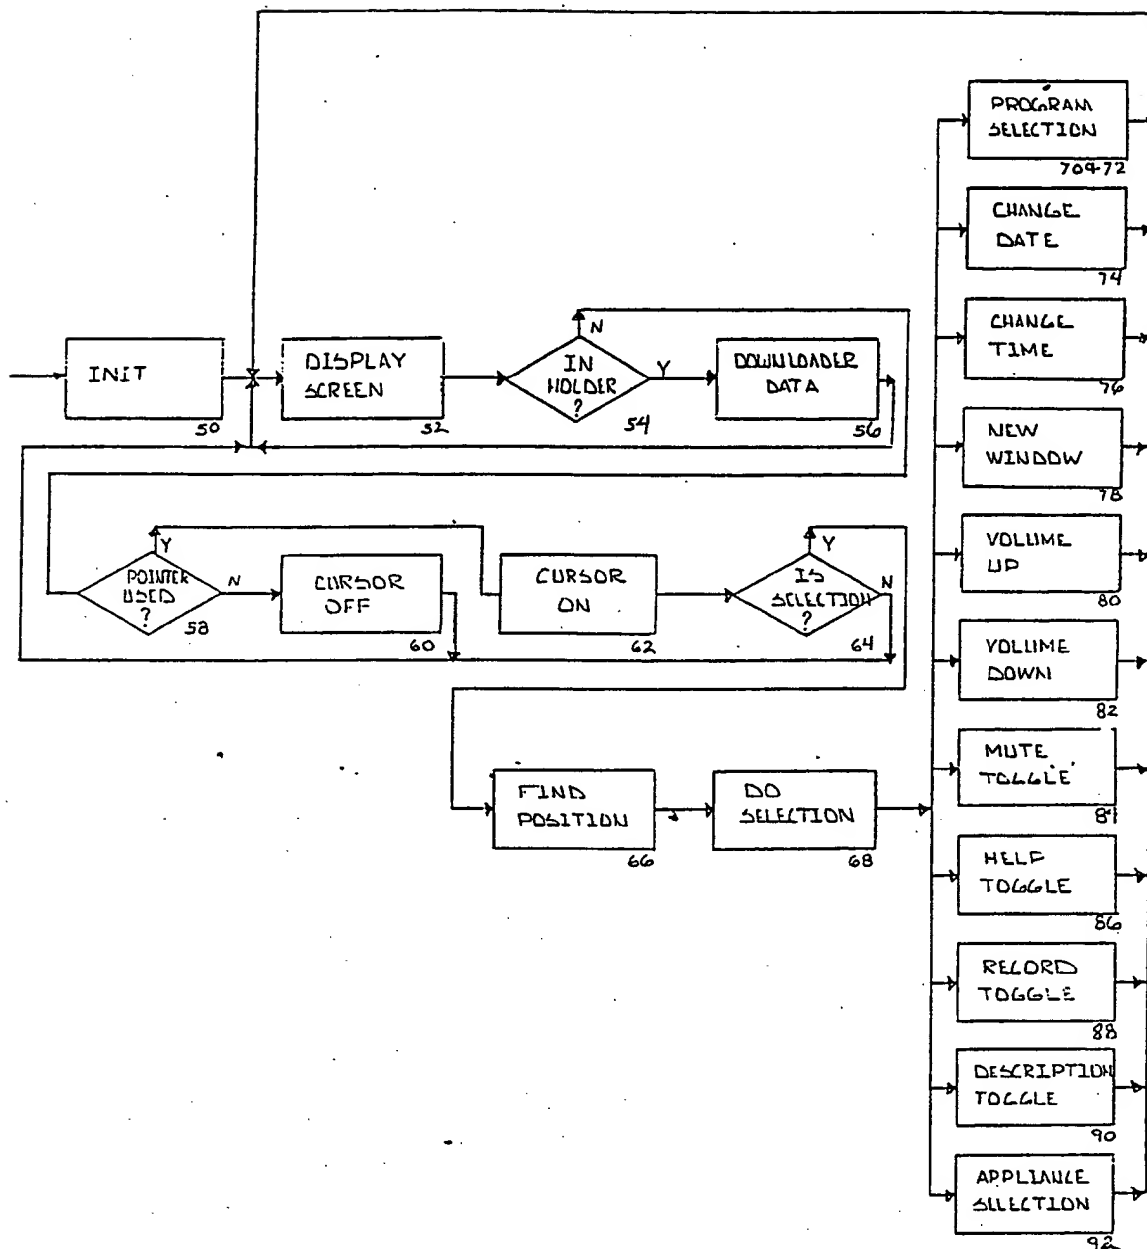 PROGRAM
SELECTION
709-72
CHANGE
DATE
74
INIT
50
DISPLAY
SCREEN
52
IN
HOLDER
?
54
N
Y
DOWNLOADER
DATA
56
CHANGE
TIME
76
NEW
WINDOW
78
POINTER
USED
?
58
Y
N
CURSOR
OFF
60
CURSOR
ON
62
IS
SELECTION
?
64
Y
N
VOLUME
UP
80
VOLUME
DOWN
82
FIND
POSITION
66
DO
SELECTION
68
MUTE
TOGGLE
84
HELP
TOGGLE
86
RECORD
TOGGLE
88
DESCRIPTION
TOGGLE
90
APPLIANCE
SELECTION
92